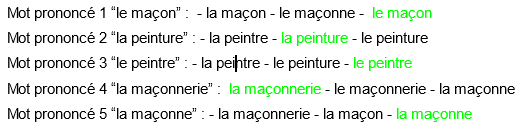 Mot prononcé 1 “le maçon” :  - la maçon - le maçonne -  le maçon
Mot prononcé 2 “la peinture” : - la peintre - la peinture - le peinture
Mot prononcé 3 “le peintre” : - la peintre - le peinture - le peintre
Mot prononcé 4 “la maçonnerie” :  la maçonnerie - le maçonnerie - la maçonne
Mot prononcé 5 “la maçonne” : - la maçonnerie - la maçon - la maçonne